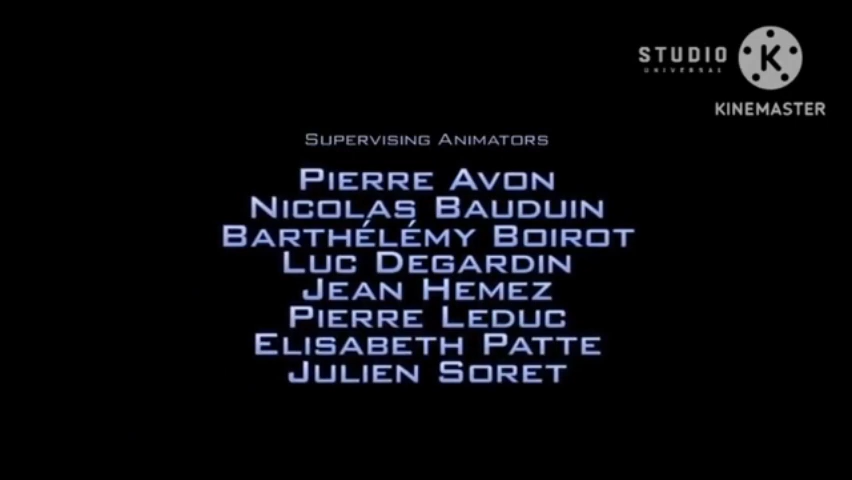 STUDIO
UNIVERSAL
K
KINEMASTER
SUPERVISING ANIMATORS
PIERRE AVON
NICOLAS BAUDUIN
BARTHÉLÉMY BOIROT
LUC DEGARDIN
JEAN HEMEZ
PIERRE LEDUC
ELISABETH PATTE
JULIEN SORET